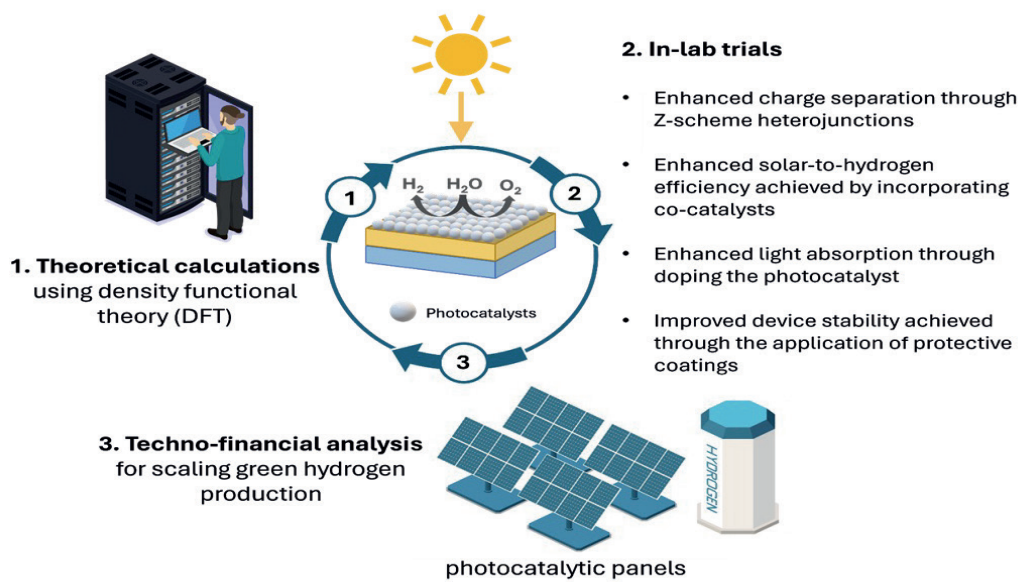 2. In-lab trials
• Enhanced charge separation through
Z-scheme heterojunctions
• Enhanced solar-to-hydrogen
efficiency achieved by incorporating
co-catalysts
• Enhanced light absorption through
doping the photocatalyst
• Improved device stability achieved
through the application of protective
coatings
1
H₂ H₂O O₂
2
Photocatalysts
3
1. Theoretical calculations
using density functional
theory (DFT)
3. Techno-financial analysis
for scaling green hydrogen
production
HYDROGEN
photocatalytic panels